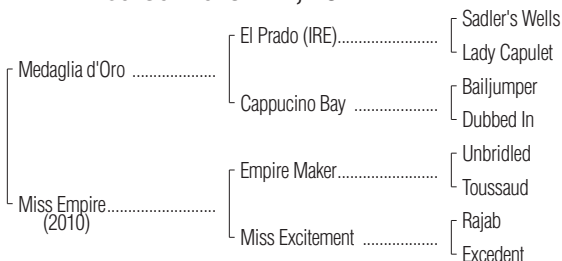 El Prado (IRE)........................ Sadler's Wells
Lady Capulet
Medaglia d'Oro ....................
Cappucino Bay .................... Bailjumper
Dubbed In
Empire Maker........................ Unbridled
Toussaud
Miss Empire..........................
(2010)
Miss Excitement .................. Rajab
Excedent